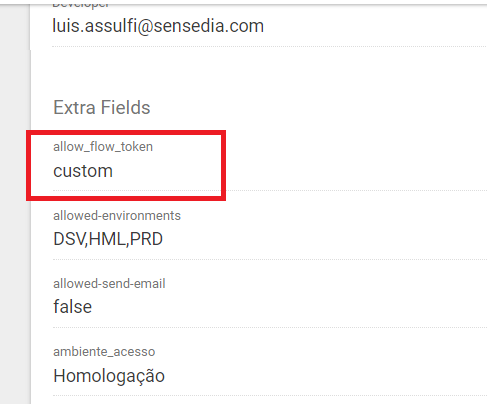 Developer
luis.assulfi@sensedia.com
Extra Fields
allow_flow_token
custom
allowed-environments
DSV,HML,PRD
allowed-send-email
false
ambiente_acesso
Homologação